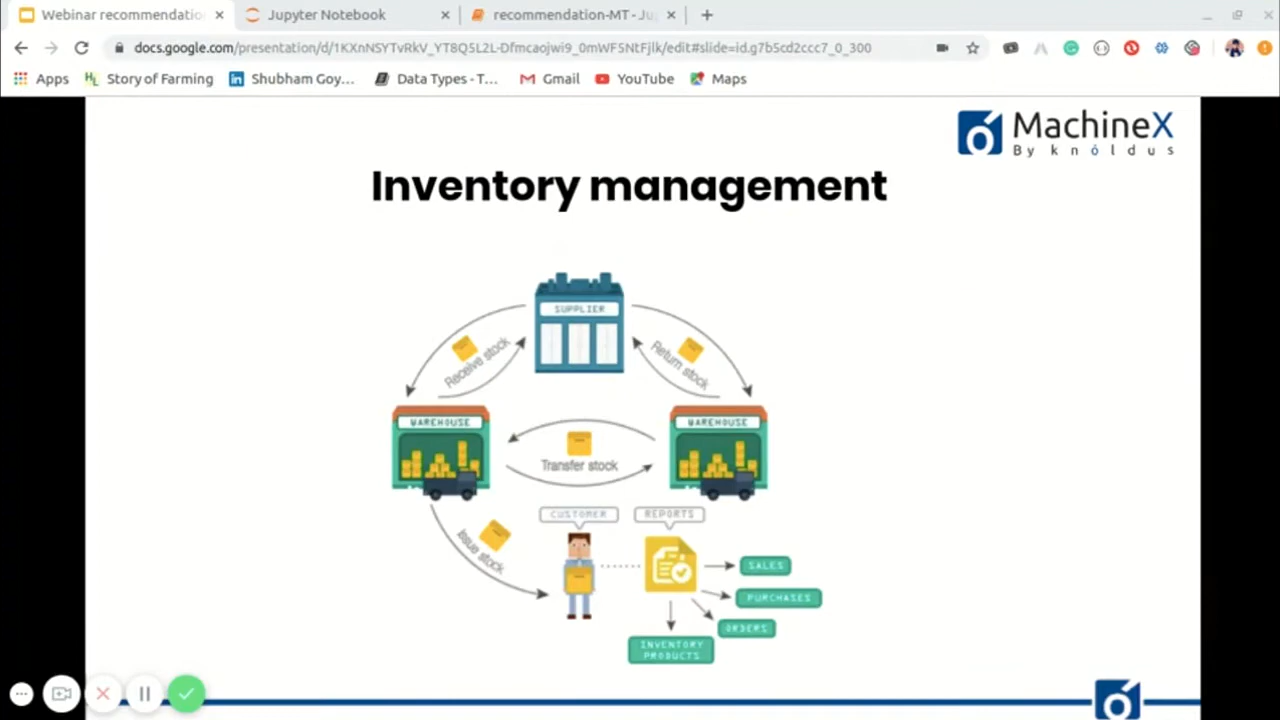 Webinar recommendatio
Jupyter Notebook
recommendation-MT - Ju
docs.google.com/presentation/d/1KXnNSYTvRkV_YT8Q5L2L-Dfmcaojwi9_0mWF5NtFjlk/edit#slide=id.g7b5cd2ccc7_0_300
Apps
Story of Farming
Shubham Goy...
Data Types - T...
Gmail
YouTube
Maps
MachineX
By knóldus
Inventory management
SUPPLIER
Receive stock
Return stock
WAREHOUSE
WAREHOUSE
Transfer stock
Issue stock
CUSTOMER
REPORTS
SALES
PURCHASES
ORDERS
INVENTORY
PRODUCTS